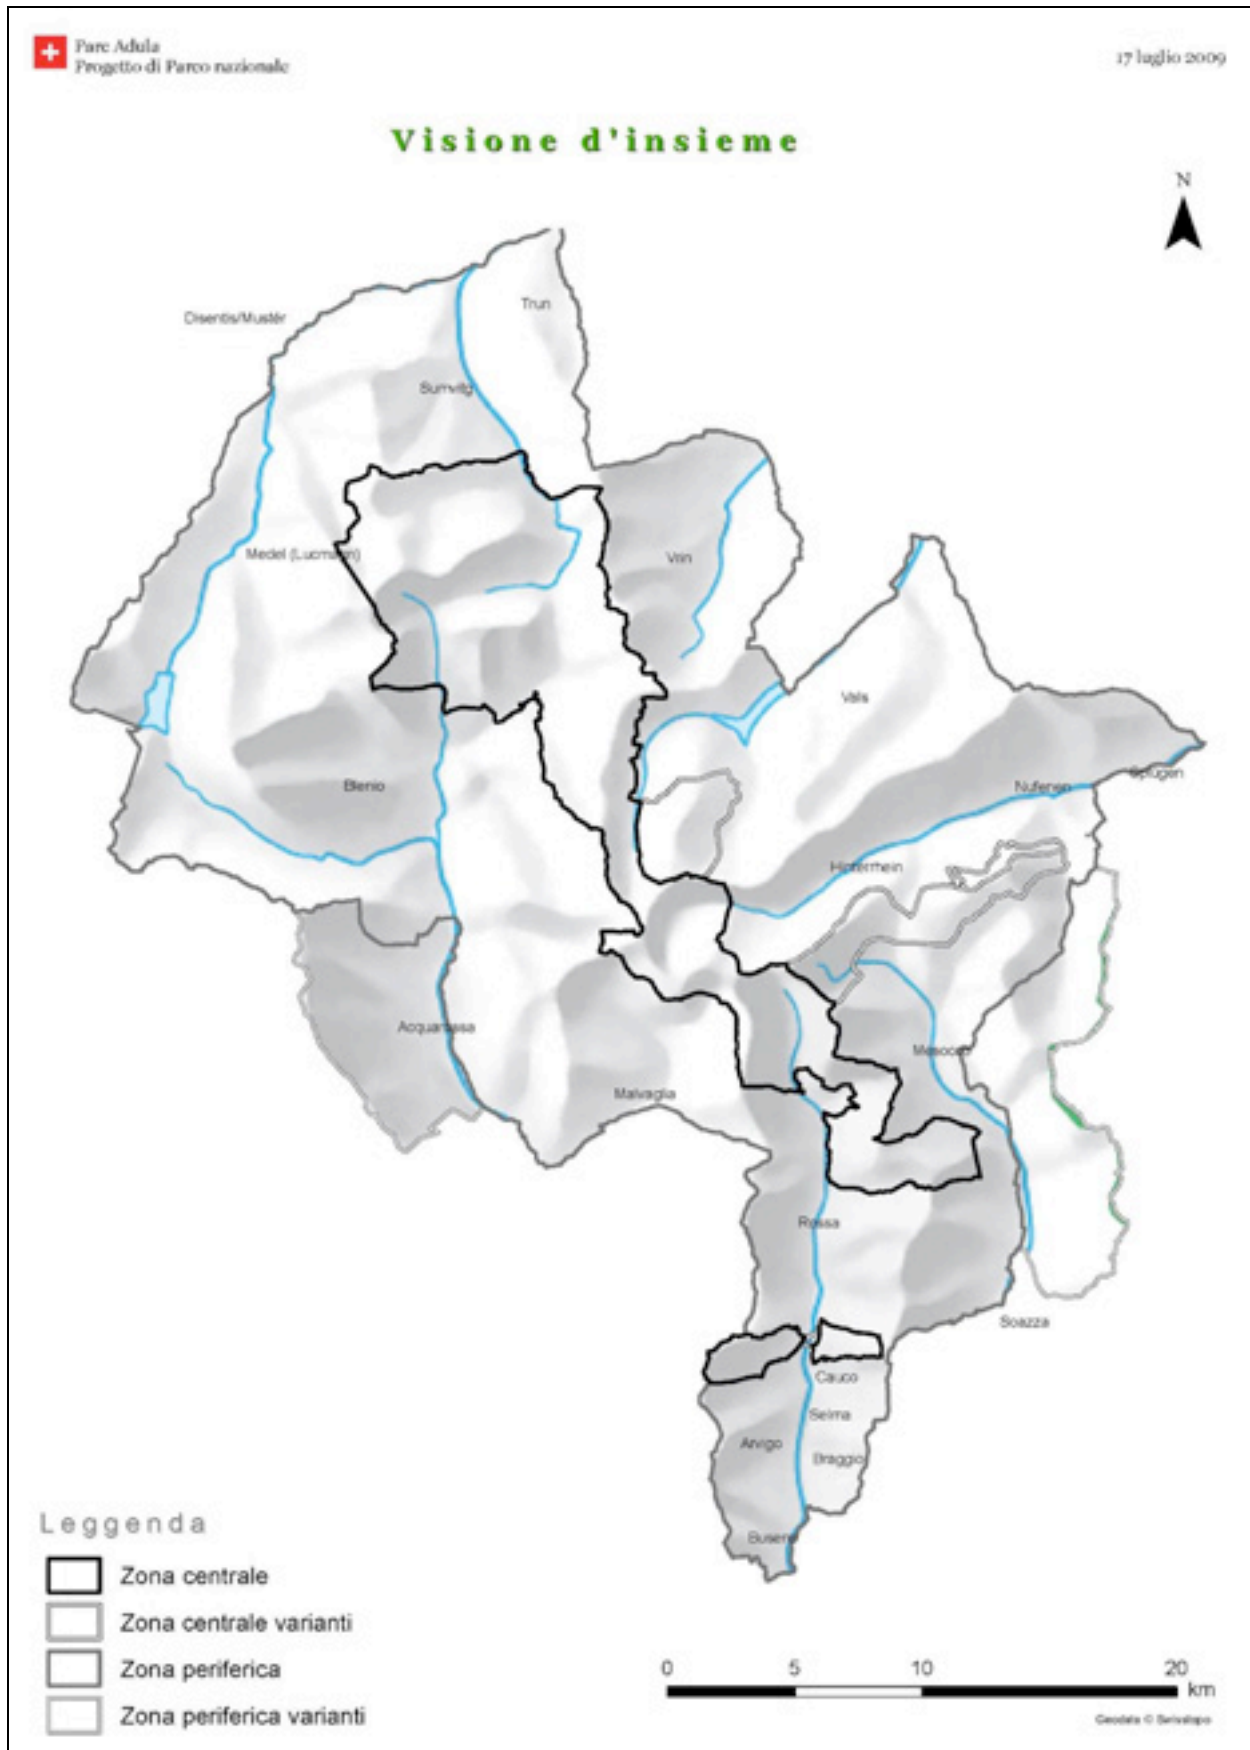 Parc Adula
Progetto di Parco nazionale
17 luglio 2009
Visione d'insieme
N
Trun
Disentis/Mustér
Sumvitg
Medel (Lucmagn)
Vrin
Vals
Blenio
Splügen
Nufenen
Hinterrhein
Acquarossa
Mesocco
Malvaglia
Rossa
Soazza
Cauco
Selma
Arvigo
Braggio
Buseno
Leggenda
Zona centrale
Zona centrale varianti
Zona periferica
Zona periferica varianti
0 5 10 20
km
Geodata © Swisstopo